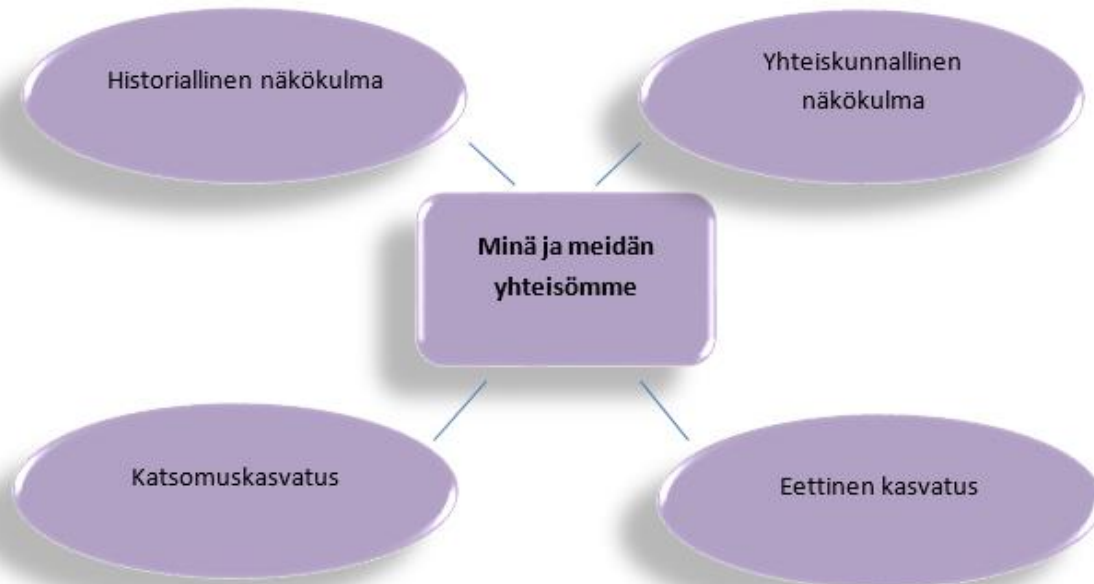 Historiallinen näkökulma
Yhteiskunnallinen
näkökulma
Minä ja meidän
yhteisömme
Katsomuskasvatus
Eettinen kasvatus